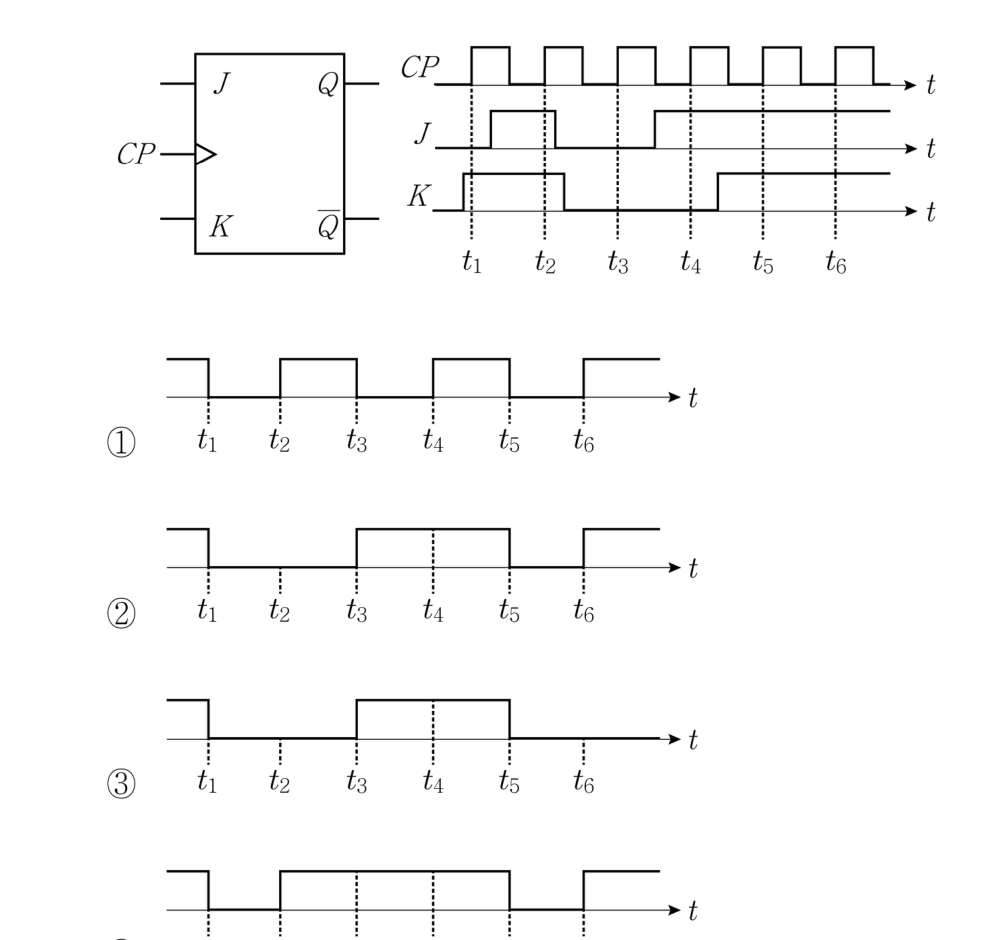 J Q CP t
CP J t
K Q̅ K t
t₁ t₂ t₃ t₄ t₅ t₆
t
① t₁ t₂ t₃ t₄ t₅ t₆
t
② t₁ t₂ t₃ t₄ t₅ t₆
t
③ t₁ t₂ t₃ t₄ t₅ t₆
t